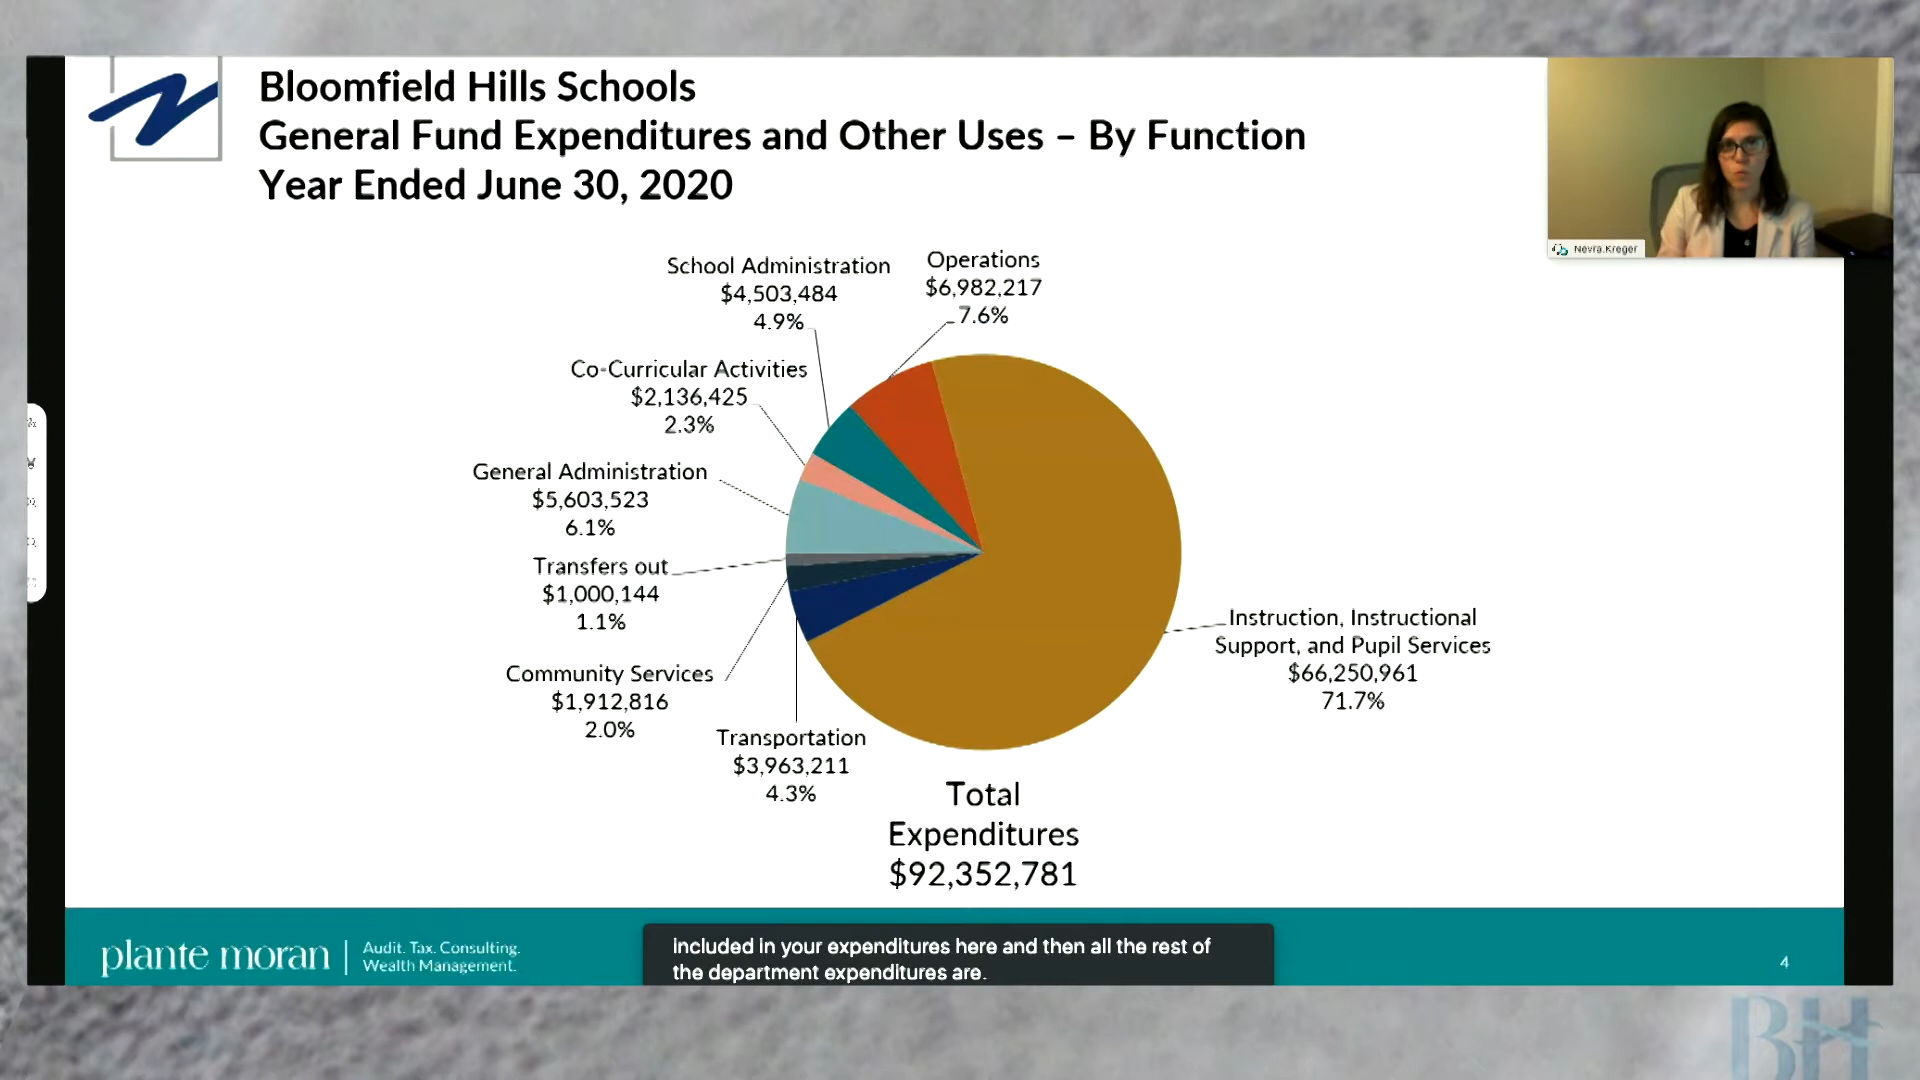 Bloomfield Hills Schools
General Fund Expenditures and Other Uses – By Function
Year Ended June 30, 2020
Nevra.Kreger
School Administration
$4,503,484
4.9%
Operations
$6,982,217
7.6%
Co-Curricular Activities
$2,136,425
2.3%
General Administration
$5,603,523
6.1%
Transfers out
$1,000,144
1.1%
Community Services
$1,912,816
2.0%
Transportation
$3,963,211
4.3%
Instruction, Instructional
Support, and Pupil Services
$66,250,961
71.7%
Total
Expenditures
$92,352,781
plante moran
Audit. Tax. Consulting.
Wealth Management.
included in your expenditures here and then all the rest of
the department expenditures are.
4
BH